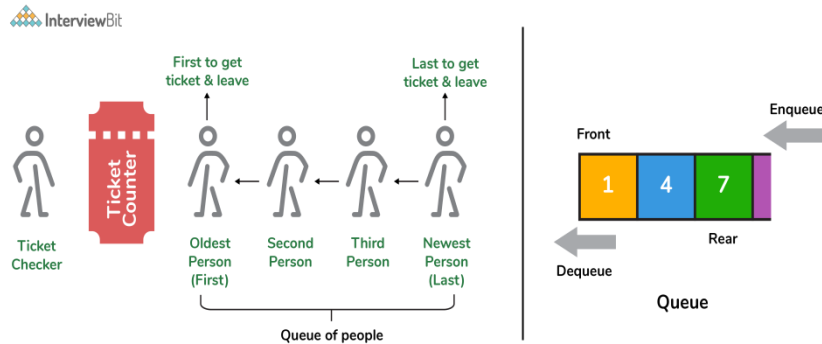 InterviewBit
First to get
ticket & leave
Last to get
ticket & leave
Ticket
Counter
Ticket
Checker
Oldest
Person
(First)
Second
Person
Third
Person
Newest
Person
(Last)
Queue of people
Enqueue
Front
1 4 7
Rear
Dequeue
Queue